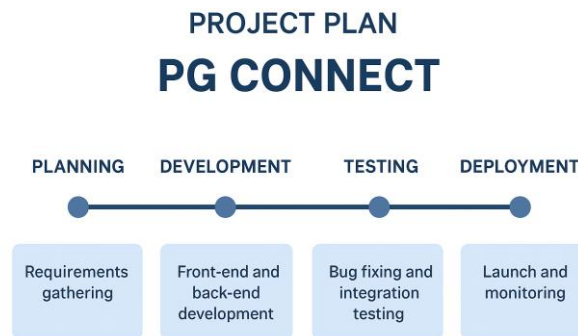 PROJECT PLAN
PG CONNECT
PLANNING
DEVELOPMENT
TESTING
DEPLOYMENT
Requirements
gathering
Front-end and
back-end
development
Bug fixing and
integration
testing
Launch and
monitoring